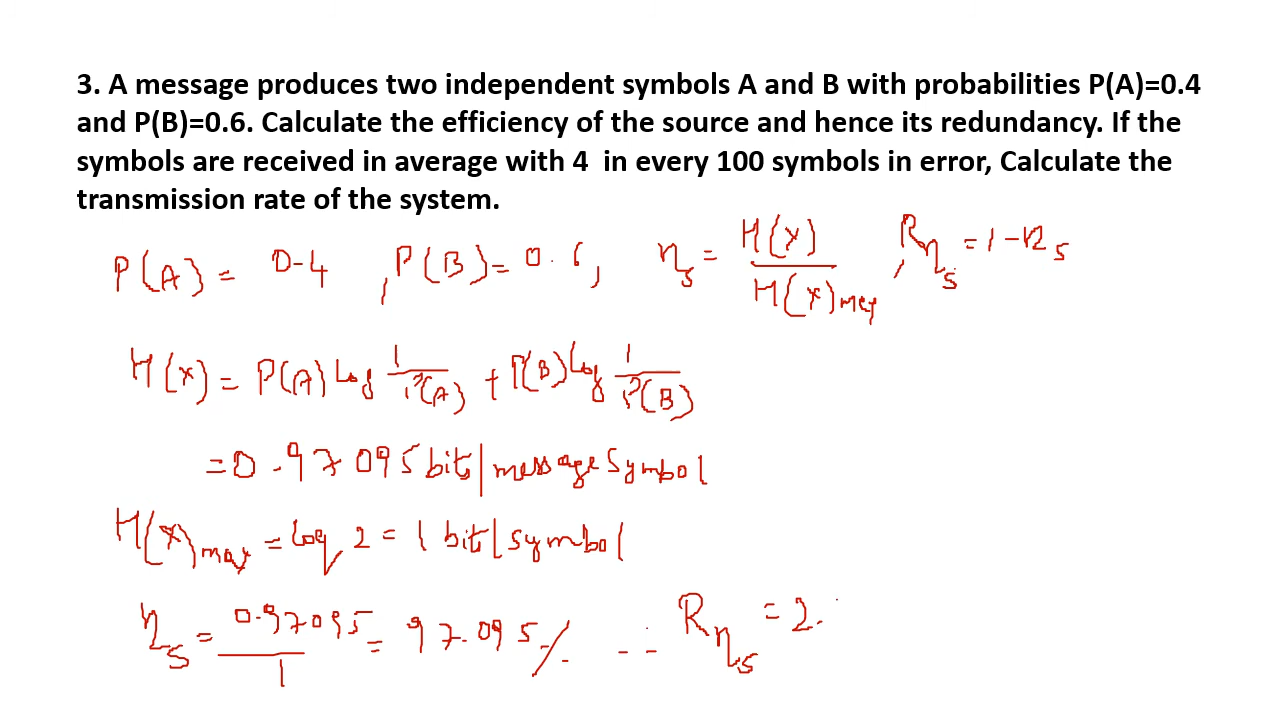 3. A message produces two independent symbols A and B with probabilities P(A)=0.4
and P(B)=0.6. Calculate the efficiency of the source and hence its redundancy. If the
symbols are received in average with 4 in every 100 symbols in error, Calculate the
transmission rate of the system.
P(A) = 0-4 , P(B) = 0.6, ηs = H(X) / H(X)max , Rηs = 1-ηs
H(x) = P(A) Log 1/P(A) + P(B) Log 1/P(B)
= 0.97095 bit/message Symbol
H(X)max = Log 2 = 1 bit/symbol
ηs = 0.97095 / 1 = 97.095 % ∴ Rηs = 2.